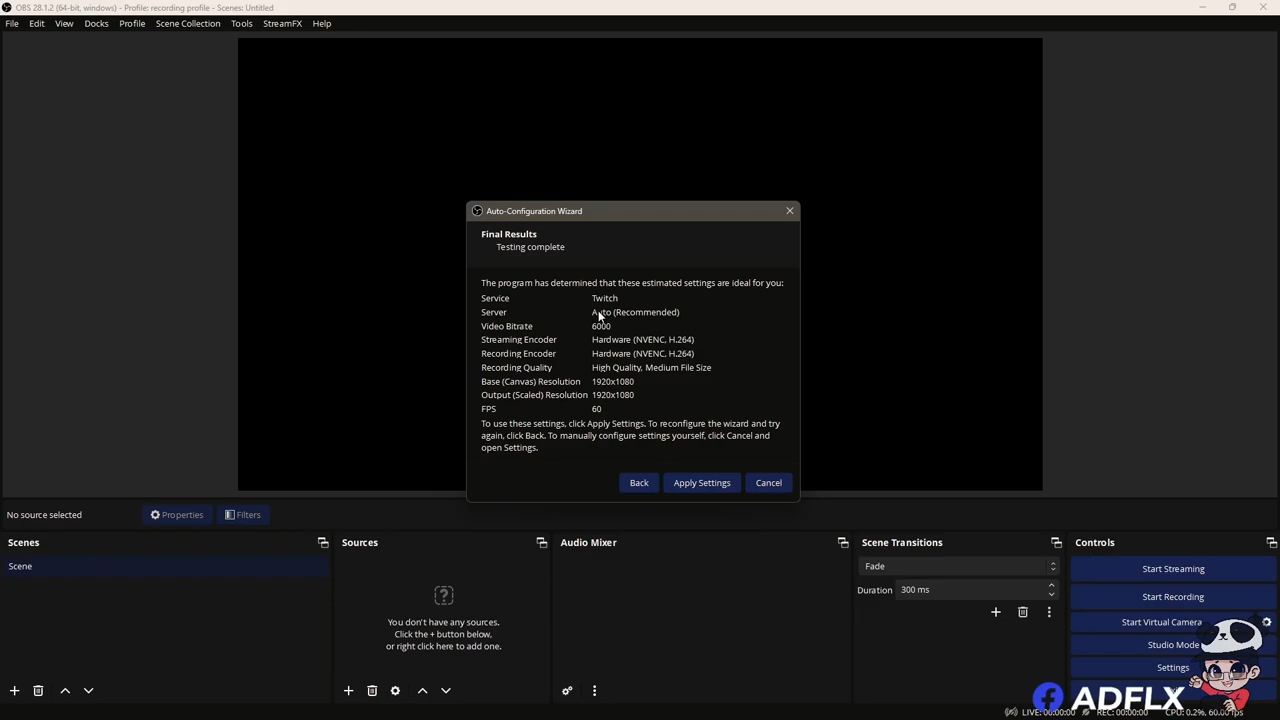 OBS 28.1.2 (64-bit, windows) - Profile: recording profile - Scenes: Untitled
File Edit View Docks Profile Scene Collection Tools StreamFX Help
Auto-Configuration Wizard
Final Results
Testing complete
The program has determined that these estimated settings are ideal for you:
Service Twitch
Server Auto (Recommended)
Video Bitrate 6000
Streaming Encoder Hardware (NVENC, H.264)
Recording Encoder Hardware (NVENC, H.264)
Recording Quality High Quality, Medium File Size
Base (Canvas) Resolution 1920x1080
Output (Scaled) Resolution 1920x1080
FPS 60
To use these settings, click Apply Settings. To reconfigure the wizard and try
again, click Back. To manually configure settings yourself, click Cancel and
open Settings.
Back Apply Settings Cancel
No source selected Properties Filters
Scenes Sources Audio Mixer Scene Transitions Controls
Scene
Fade
Duration 300 ms
You don't have any sources.
Click the + button below,
or right click here to add one.
Start Streaming
Start Recording
Start Virtual Camera
Studio Mode
Settings
ADFLX
LIVE: 00:00:00 REC: 00:00:00 CPU: 0.2%, 60.00 fps